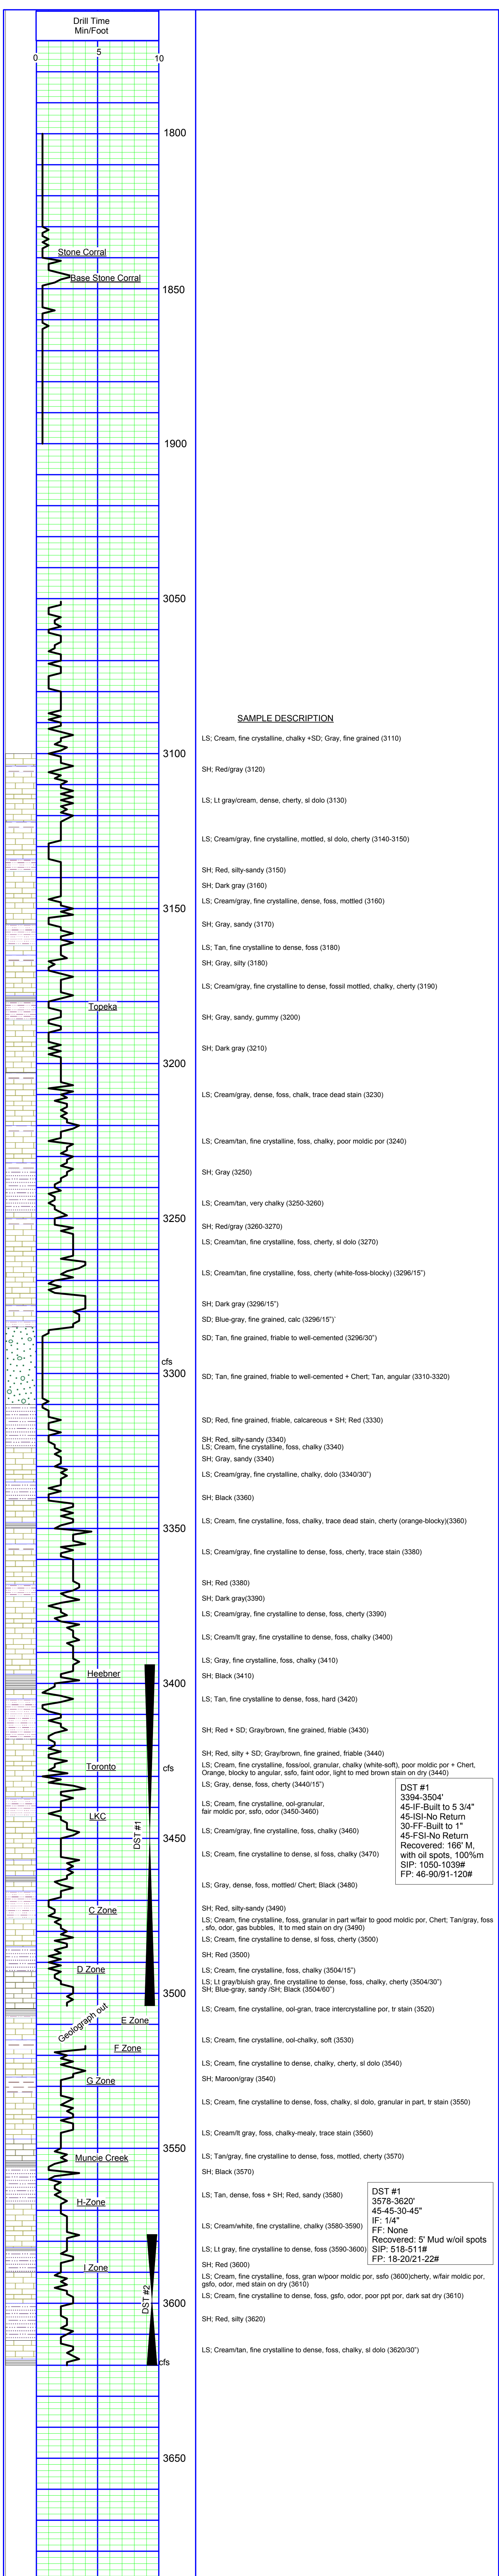 Drill Time
Min/Foot
0
5
10
1800
Stone Corral
Base Stone Corral
1850
1900
3050
SAMPLE DESCRIPTION
LS; Cream, fine crystalline, chalky +SD; Gray, fine grained (3110)
3100
SH; Red/gray (3120)
LS; Lt gray/cream, dense, cherty, sl dolo (3130)
LS; Cream/gray, fine crystalline, mottled, sl dolo, cherty (3140-3150)
SH; Red, silty-sandy (3150)
SH; Dark gray (3160)
LS; Cream/gray, fine crystalline, dense, foss, mottled (3160)
3150
SH; Gray, sandy (3170)
LS; Tan, fine crystalline to dense, foss (3180)
SH; Gray, silty (3180)
LS; Cream/gray, fine crystalline to dense, fossil mottled, chalky, cherty (3190)
Topeka
SH; Gray, sandy, gummy (3200)
SH; Dark gray (3210)
3200
LS; Cream/gray, dense, foss, chalk, trace dead stain (3230)
LS; Cream/tan, fine crystalline, foss, chalky, poor moldic por (3240)
SH; Gray (3250)
LS; Cream/tan, very chalky (3250-3260)
3250
SH; Red/gray (3260-3270)
LS; Cream/tan, fine crystalline, foss, cherty, sl dolo (3270)
LS; Cream/tan, fine crystalline, foss, cherty (white-foss-blocky) (3296/15")
SH; Dark gray (3296/15")
SD; Blue-gray, fine grained, calc (3296/15")`
SD; Tan, fine grained, friable to well-cemented (3296/30")
cfs
3300
SD; Tan, fine grained, friable to well-cemented + Chert; Tan, angular (3310-3320)
SD; Red, fine grained, friable, calcareous + SH; Red (3330)
SH; Red, silty-sandy (3340)
LS; Cream, fine crystalline, foss, chalky (3340)
SH; Gray, sandy (3340)
LS; Cream/gray, fine crystalline, chalky, dolo (3340/30")
SH; Black (3360)
LS; Cream, fine crystalline, foss, chalky, trace dead stain, cherty (orange-blocky)(3360)
3350
LS; Cream/gray, fine crystalline to dense, foss, cherty, trace stain (3380)
SH; Red (3380)
SH; Dark gray(3390)
LS; Cream/gray, fine crystalline to dense, foss, cherty (3390)
LS; Cream/lt gray, fine crystalline to dense, foss, chalky (3400)
LS; Gray, fine crystalline, foss, chalky (3410)
Heebner
SH; Black (3410)
3400
LS; Tan, fine crystalline to dense, foss, hard (3420)
SH; Red + SD; Gray/brown, fine grained, friable (3430)
SH; Red, silty + SD; Gray/brown, fine grained, friable (3440)
Toronto
cfs
LS; Cream, fine crystalline, foss/ool, granular, chalky (white-soft), poor moldic por + Chert,
Orange, blocky to angular, ssfo, faint odor, light to med brown stain on dry (3440)
LS; Gray, dense, foss, cherty (3440/15")
LS; Cream, fine crystalline, ool-granular,
fair moldic por, ssfo, odor (3450-3460)
DST #1
3394-3504'
45-IF-Built to 5 3/4"
45-ISI-No Return
30-FF-Built to 1"
45-FSI-No Return
Recovered: 166' M,
with oil spots, 100%m
SIP: 1050-1039#
FP: 46-90/91-120#
LKC
DST #1
LS; Cream/gray, fine crystalline, foss, chalky (3460)
3450
LS; Cream, fine crystalline to dense, sl foss, chalky (3470)
LS; Gray, dense, foss, mottled/ Chert; Black (3480)
C Zone
SH; Red, silty-sandy (3490)
LS; Cream, fine crystalline, foss, granular in part w/fair to good moldic por, Chert; Tan/gray, foss
, sfo, odor, gas bubbles, lt to med stain on dry (3490)
LS; Cream, fine crystalline to dense, sl foss, cherty (3500)
SH; Red (3500)
D Zone
LS; Cream, fine crystalline, foss, chalky (3504/15")
LS; Lt gray/bluish gray, fine crystalline to dense, foss, chalky, cherty (3504/30")
SH; Blue-gray, sandy /SH; Black (3504/60")
3500
LS; Cream, fine crystalline, ool-gran, trace intercrystalline por, tr stain (3520)
E Zone
Geolograph out
LS; Cream, fine crystalline, ool-chalky, soft (3530)
F Zone
LS; Cream, fine crystalline to dense, chalky, cherty, sl dolo (3540)
G Zone
SH; Maroon/gray (3540)
LS; Cream, fine crystalline to dense, foss, chalky, sl dolo, granular in part, tr stain (3550)
LS; Cream/lt gray, foss, chalky-mealy, trace stain (3560)
3550
Muncie Creek
LS; Tan/gray, fine crystalline to dense, foss, mottled, cherty (3570)
SH; Black (3570)
LS; Tan, dense, foss + SH; Red, sandy (3580)
H-Zone
DST #1
3578-3620'
45-45-30-45"
IF: 1/4"
FF: None
Recovered: 5' Mud w/oil spots
SIP: 518-511#
FP: 18-20/21-22#
LS; Cream/white, fine crystalline, chalky (3580-3590)
LS; Lt gray, fine crystalline to dense, foss (3590-3600)
I Zone
SH; Red (3600)
LS; Cream, fine crystalline, foss, gran w/poor moldic por, ssfo (3600)cherty, w/fair moldic por,
gsfo, odor, med stain on dry (3610)
LS; Cream, fine crystalline to dense, foss, gsfo, odor, poor ppt por, dark sat dry (3610)
DST #2
3600
SH; Red, silty (3620)
LS; Cream/tan, fine crystalline to dense, foss, chalky, sl dolo (3620/30")
cfs
3650